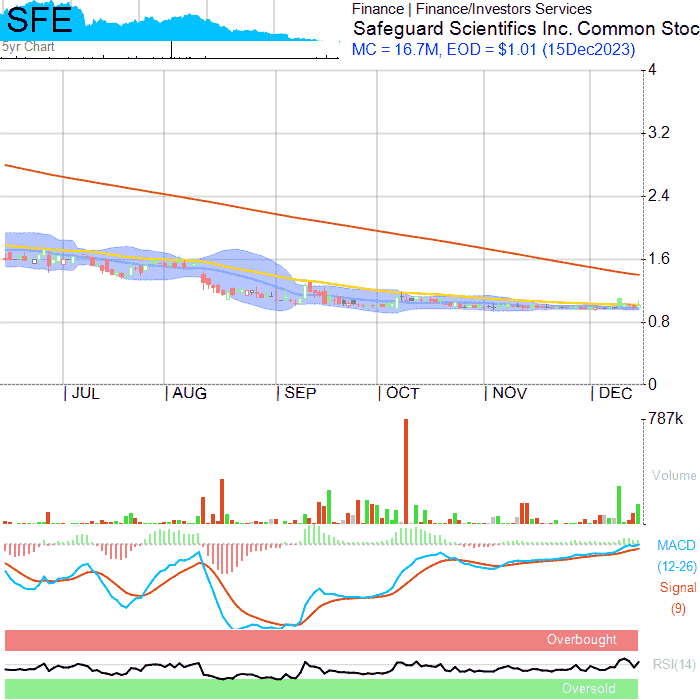 SFE
5yr Chart
Finance | Finance/Investors Services
Safeguard Scientifics Inc. Common Stoc
MC = 16.7M, EOD = $1.01 (15Dec2023)
4
3.2
2.4
1.6
0.8
0
JUL AUG SEP OCT NOV DEC
787k
Volume
MACD
(12-26)
Signal
(9)
Overbought
RSI(14)
Oversold